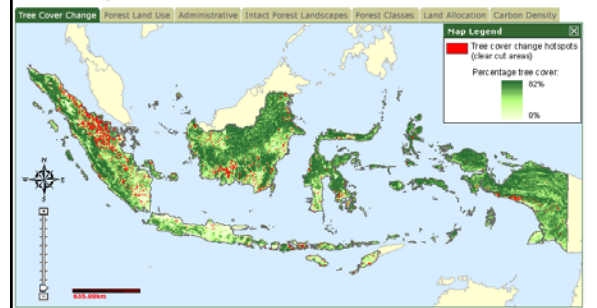 Tree Cover Change Forest Land Use Administrative Intact Forest Landscapes Forest Classes Land Allocation Carbon Density
Map Legend
Tree cover change hotspots
(clear cut areas)
Percentage tree cover:
82%
0%
N
W E
S
635.00km